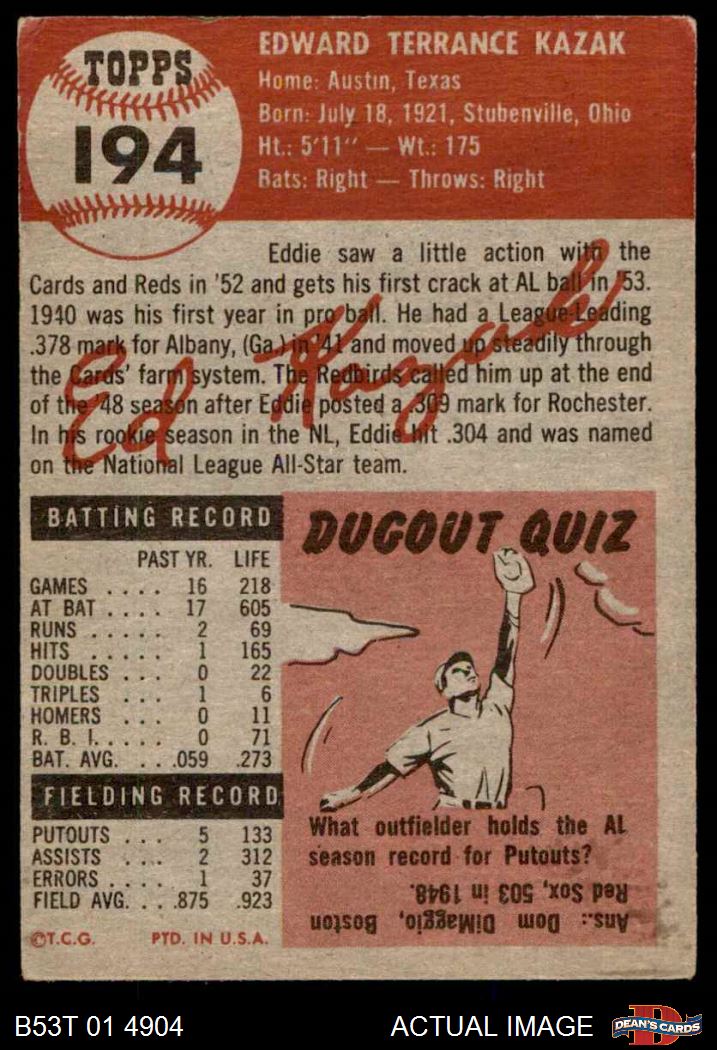 TOPPS
194
EDWARD TERRANCE KAZAK
Home: Austin, Texas
Born: July 18, 1921, Stubenville, Ohio
Ht.: 5'11" — Wt.: 175
Bats: Right — Throws: Right
Eddie saw a little action with the
Cards and Reds in '52 and gets his first crack at AL ball in '53.
1940 was his first year in pro ball. He had a League-Leading
.378 mark for Albany, (Ga.) in '41 and moved up steadily through
the Cards' farm system. The Redbirds called him up at the end
of the '48 season after Eddie posted a .309 mark for Rochester.
In his rookie season in the NL, Eddie hit .304 and was named
on the National League All-Star team.
Ed Kazak
BATTING RECORD
PAST YR. LIFE
GAMES . . . . 16 218
AT BAT . . . . 17 605
RUNS . . . . . 2 69
HITS . . . . . 1 165
DOUBLES . . . 0 22
TRIPLES . . . 1 6
HOMERS . . . 0 11
R. B. I. . . . . . 0 71
BAT. AVG. . . .059 .273
FIELDING RECORD
PUTOUTS . . . 5 133
ASSISTS . . . 2 312
ERRORS . . . . 1 37
FIELD AVG. . . .875 .923
©T.C.G. PTD. IN U.S.A.
DUGOUT QUIZ
What outfielder holds the AL
season record for Putouts?
Ans.: Dom DiMaggio, Boston
Red Sox, 503 in 1948.
B53T 01 4904
ACTUAL IMAGE
DEAN'S CARDS